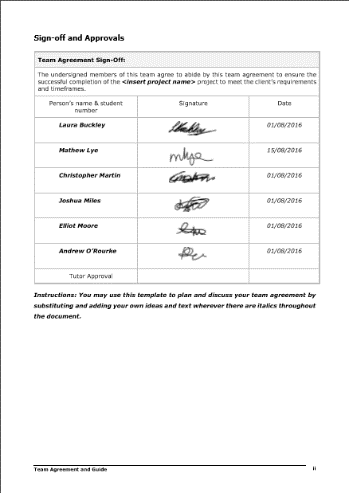 Sign-off and Approvals
Team Agreement Sign-Off:
The undersigned members of this team agree to abide by this team agreement to ensure the
successful completion of the <insert project name> project to meet the client's requirements
and timeframes.
Person's name & student
number
Signature
Date
Laura Buckley
01/08/2016
Mathew Lye
15/08/2016
Christopher Martin
01/08/2016
Joshua Miles
01/08/2016
Elliot Moore
01/08/2016
Andrew O'Rourke
01/08/2016
Tutor Approval
Instructions: You may use this template to plan and discuss your team agreement by
substituting and adding your own ideas and text wherever there are italics throughout
the document.
Team Agreement and Guide
ii